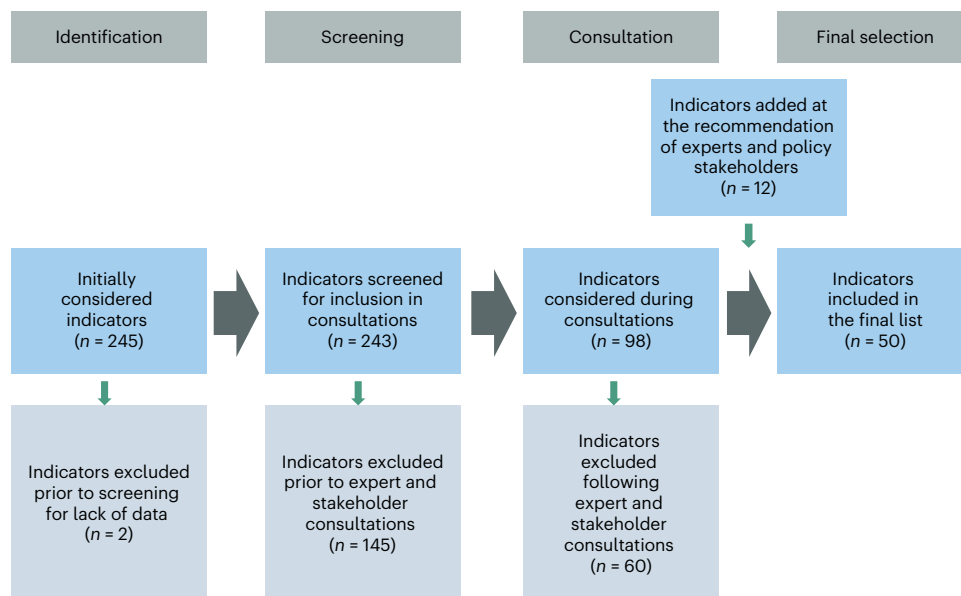 Identification
Screening
Consultation
Final selection
Indicators added at
the recommendation
of experts and policy
stakeholders
(n = 12)
Initially
considered
indicators
(n = 245)
Indicators screened
for inclusion in
consultations
(n = 243)
Indicators
considered during
consultations
(n = 98)
Indicators
included in
the final list
(n = 50)
Indicators excluded
prior to screening
for lack of data
(n = 2)
Indicators excluded
prior to expert and
stakeholder
consultations
(n = 145)
Indicators
excluded
following
expert and
stakeholder
consultations
(n = 60)